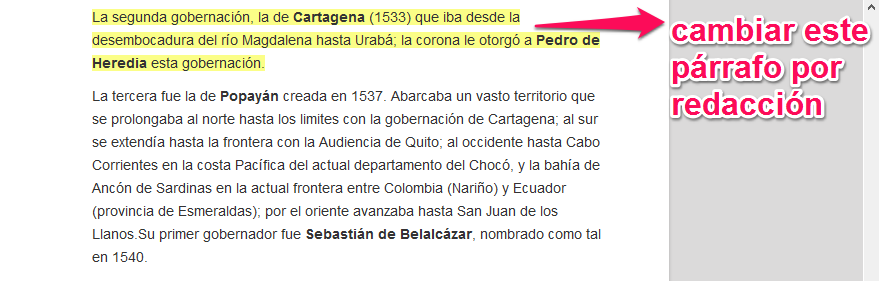 La segunda gobernación, la de Cartagena (1533) que iba desde la
desembocadura del río Magdalena hasta Urabá; la corona le otorgó a Pedro de
Heredia esta gobernación.
La tercera fue la de Popayán creada en 1537. Abarcaba un vasto territorio que
se prolongaba al norte hasta los limites con la gobernación de Cartagena; al sur
se extendía hasta la frontera con la Audiencia de Quito; al occidente hasta Cabo
Corrientes en la costa Pacífica del actual departamento del Chocó, y la bahía de
Ancón de Sardinas en la actual frontera entre Colombia (Nariño) y Ecuador
(provincia de Esmeraldas); por el oriente avanzaba hasta San Juan de los
Llanos.Su primer gobernador fue Sebastián de Belalcázar, nombrado como tal
en 1540.
cambiar este
párrafo por
redacción